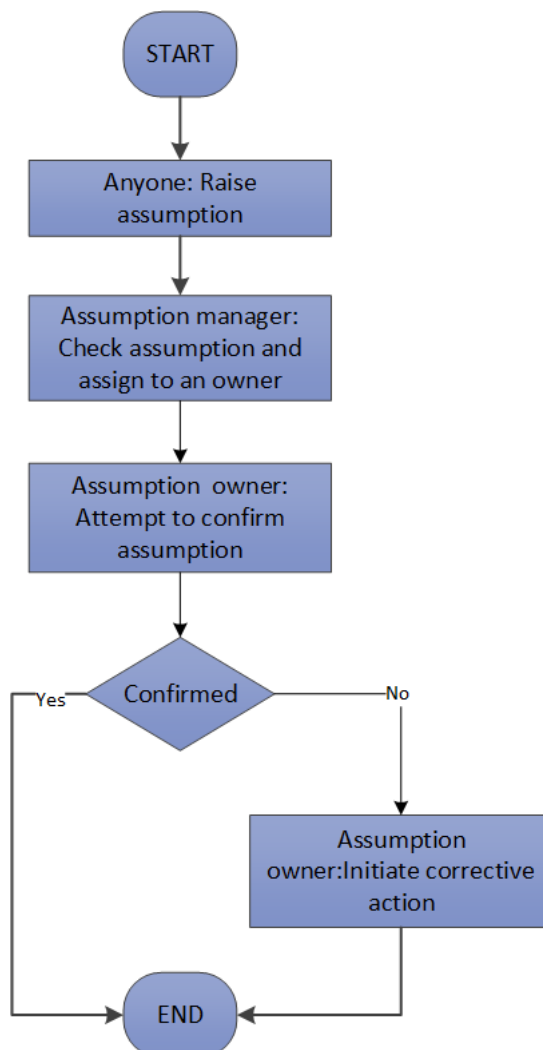 START
Anyone: Raise
assumption
Assumption manager:
Check assumption and
assign to an owner
Assumption  owner:
Attempt to confirm
assumption
Confirmed
Yes
No
Assumption
owner:Initiate corrective
action
END